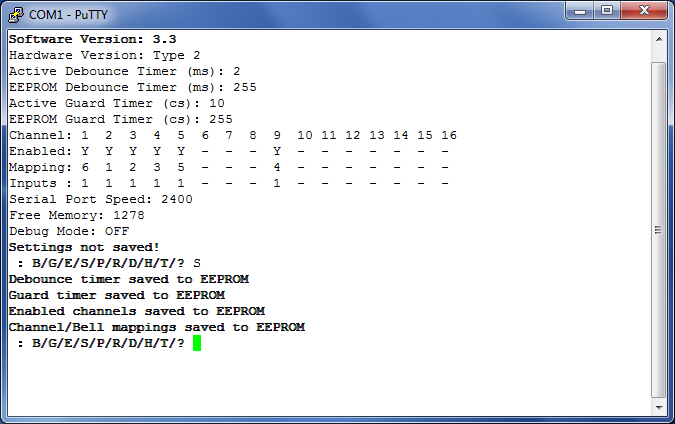 COM1 - PuTTY
Software Version: 3.3
Hardware Version: Type 2
Active Debounce Timer (ms): 2
EEPROM Debounce Timer (ms): 255
Active Guard Timer (cs): 10
EEPROM Guard Timer (cs): 255
Channel: 1  2  3  4  5  6  7  8  9  10 11 12 13 14 15 16
Enabled: Y  Y  Y  Y  Y  -  -  -  Y  -  -  -  -  -  -  -
Mapping: 6  1  2  3  5  -  -  -  4  -  -  -  -  -  -  -
Inputs : 1  1  1  1  1  -  -  -  1  -  -  -  -  -  -  -
Serial Port Speed: 2400
Free Memory: 1278
Debug Mode: OFF
Settings not saved!
 : B/G/E/S/P/R/D/H/T/? S
Debounce timer saved to EEPROM
Guard timer saved to EEPROM
Enabled channels saved to EEPROM
Channel/Bell mappings saved to EEPROM
 : B/G/E/S/P/R/D/H/T/?